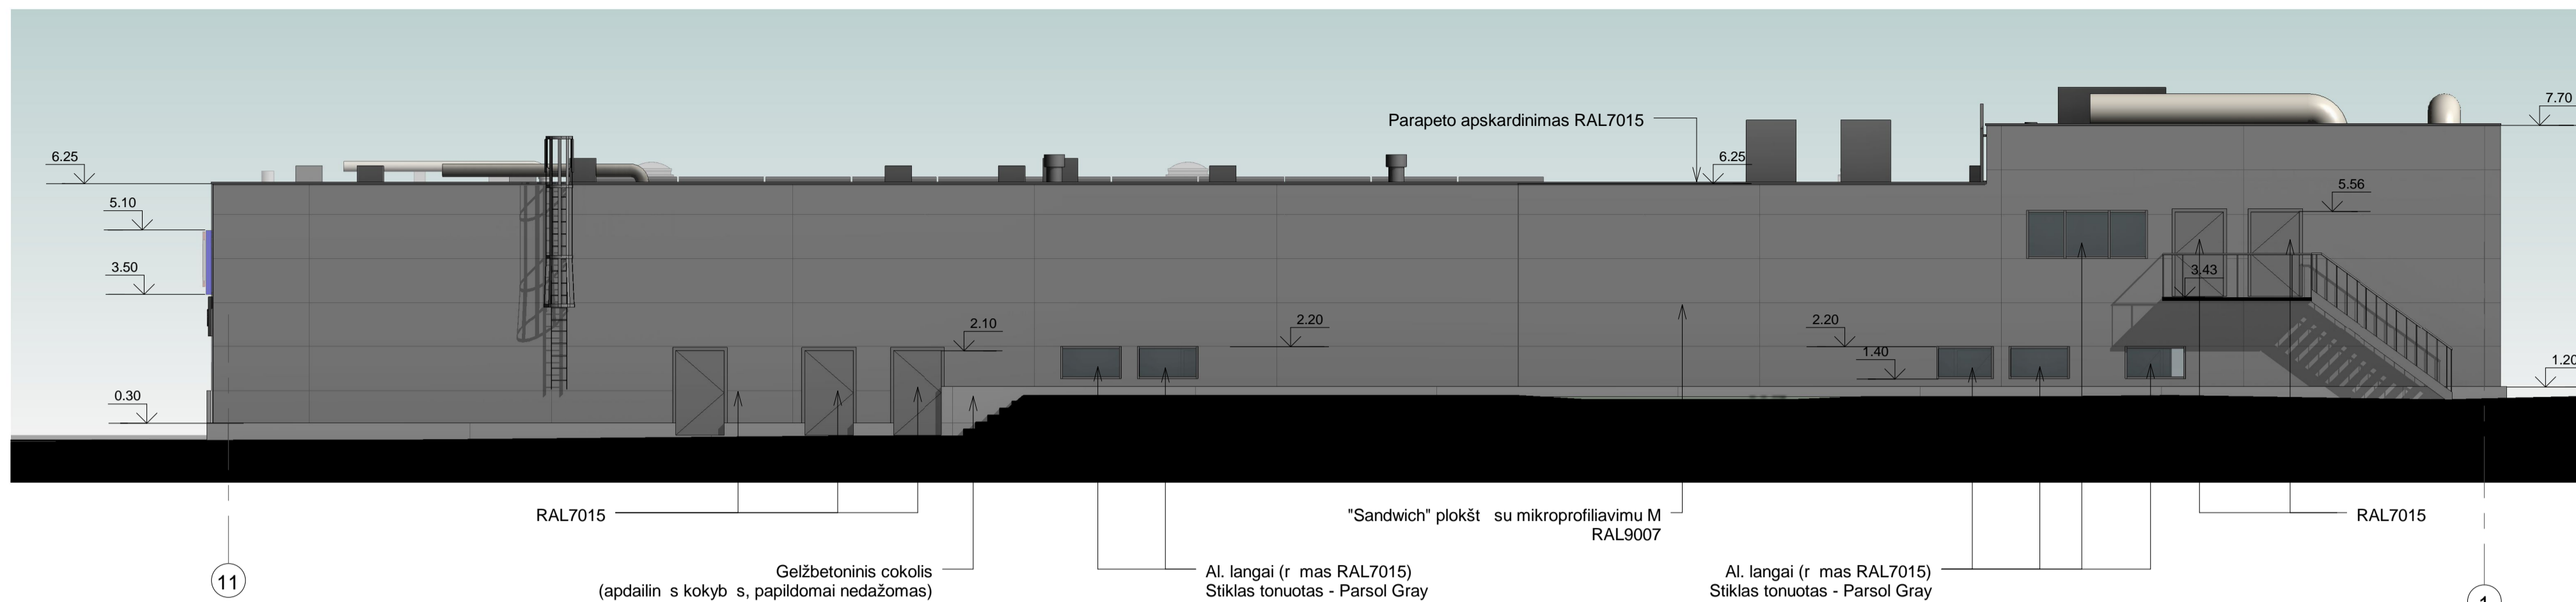 7.70
Parapeto apskardinimas RAL7015
6.25
6.25
5.10
5.56
3.50
3.43
2.10
2.20
2.20
1.40
1.20
0.30
RAL7015
"Sandwich" plokšt su mikroprofiliavimu M
RAL9007
RAL7015
11
Gelžbetoninis cokolis
(apdailin s kokyb s, papildomai nedažomas)
Al. langai (r mas RAL7015)
Stiklas tonuotas - Parsol Gray
Al. langai (r mas RAL7015)
Stiklas tonuotas - Parsol Gray
1